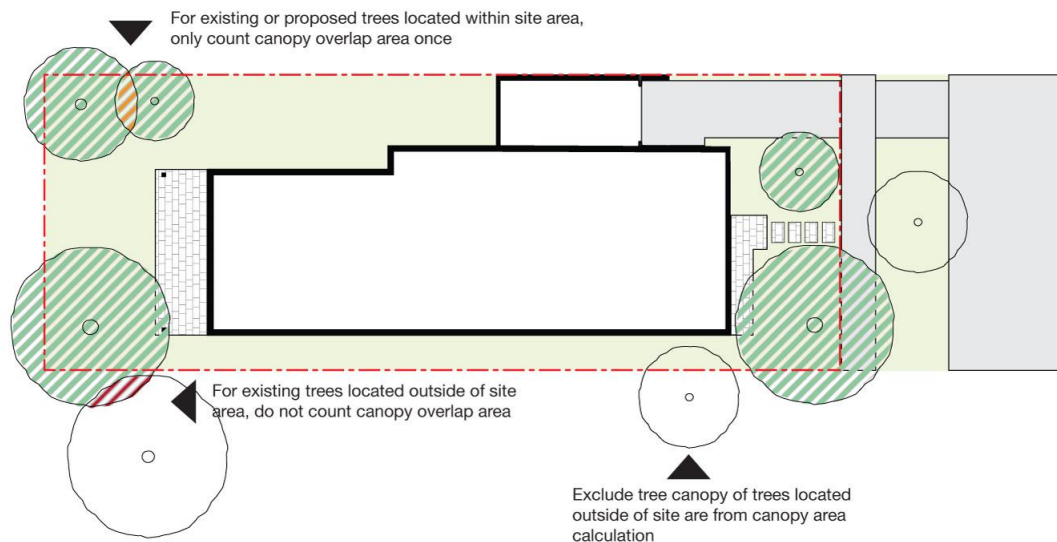 For existing or proposed trees located within site area,
only count canopy overlap area once
For existing trees located outside of site
area, do not count canopy overlap area
Exclude tree canopy of trees located
outside of site are from canopy area
calculation